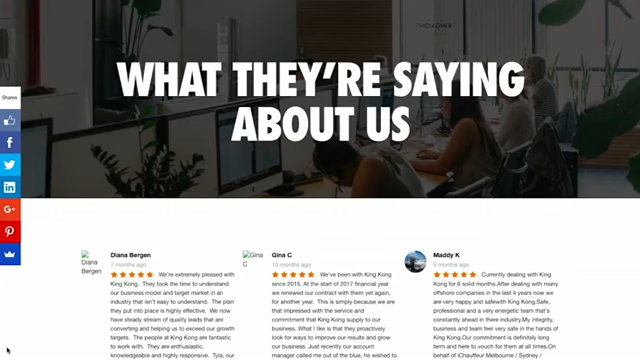 WHAT THEY'RE SAYING
ABOUT US
Shares
Diana Bergen
7 months ago
We're extremely pleased with
King Kong. They took the time to understand
our business model and target market in an
industry that isn't easy to understand. The plan
they put into place is highly effective. We now
have steady stream of quality leads that are
converting and helping us to exceed our growth
targets. The people at King Kong are fantastic
to work with. They are enthusiastic,
knowledgeable and highly responsive. Tyla, our
Gina C
10 months ago
We've been with King Kong
since 2015. At the start of 2017 financial year
we renewed our contract with them yet again,
for another year. This is simply because we are
that impressed with the service and
commitment that King Kong supply to our
business. What I like is that they proactively
look for ways to improve our results and grow
our business. Just recently our account
manager called me out of the blue, he wished to
Maddy K
6 months ago
Currently dealing with King
Kong for 6 solid months.After dealing with many
offshore companies in the last 4 years now we
are very happy and safewith King Kong.Safe,
professional and a very energetic team that's
constantly ahead in there industry.My integrity,
business and team feel very safe in the hands of
King Kong.Our commitment is definitely long
term and here to vouch for them at all times.On
behalf of iChauffeur Melbourne / Sydney /